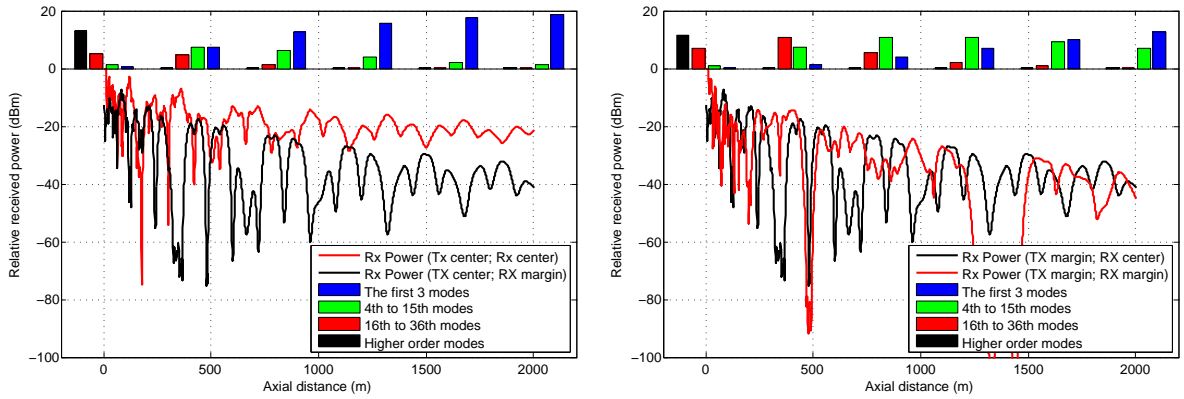 20
0
−20
−40
−60
−80
−100
Relative received power (dBm)
0
500
1000
1500
2000
Axial distance (m)
Rx Power (Tx center; Rx center)
Rx Power (TX center; RX margin)
The first 3 modes
4th to 15th modes
16th to 36th modes
Higher order modes
20
0
−20
−40
−60
−80
−100
Relative received power (dBm)
0
500
1000
1500
2000
Axial distance (m)
Rx Power (TX margin; RX center)
Rx Power (TX margin; RX margin)
The first 3 modes
4th to 15th modes
16th to 36th modes
Higher order modes